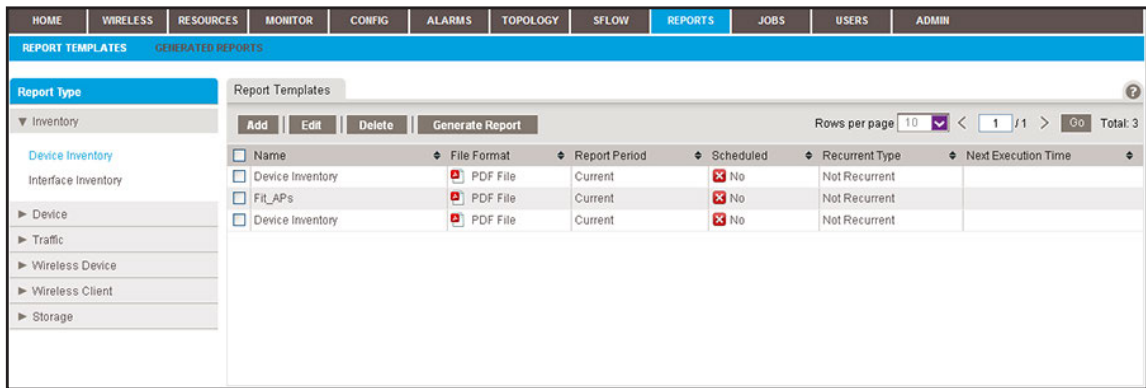 HOME WIRELESS RESOURCES MONITOR CONFIG ALARMS TOPOLOGY SFLOW REPORTS JOBS USERS ADMIN
REPORT TEMPLATES GENERATED REPORTS
Report Type
Inventory
Device Inventory
Interface Inventory
Device
Traffic
Wireless Device
Wireless Client
Storage
Report Templates ?
Add Edit Delete Generate Report Rows per page 10 < 1 /1 > Go Total: 3
Name File Format Report Period Scheduled Recurrent Type Next Execution Time
Device Inventory PDF File Current No Not Recurrent
Fit_APs PDF File Current No Not Recurrent
Device Inventory PDF File Current No Not Recurrent